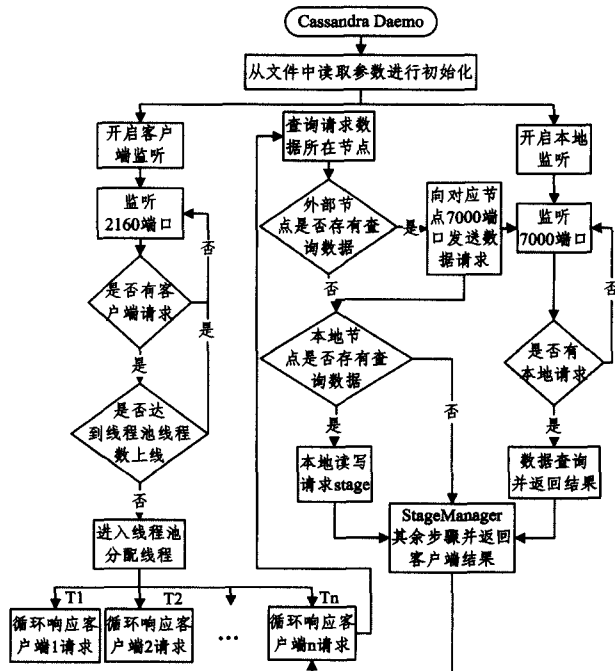 Cassandra Daemo
从文件中读取参数进行初始化
开启客户
端监听
监听
2160端口
否
是否有客
户端请求
是
是
是否达
到线程池线程
数上线
否
进入线程池
分配线程
T1
T2
Tn
循环响应客
户端1请求
循环响应客
户端2请求
...
循环响应客
户端n请求
查询请求数
据所在节点
外部节
点是否存有查
询数据
是
否
向对应节
点7000端
口发送数
据请求
本地节
点是否存有查
询数据
是
否
本地读写
请求stage
StageManager
其余步骤并返回
客户端结果
开启本地
监听
监听
7000端口
否
是否有
本地请求
是
数据查询
并返回结果